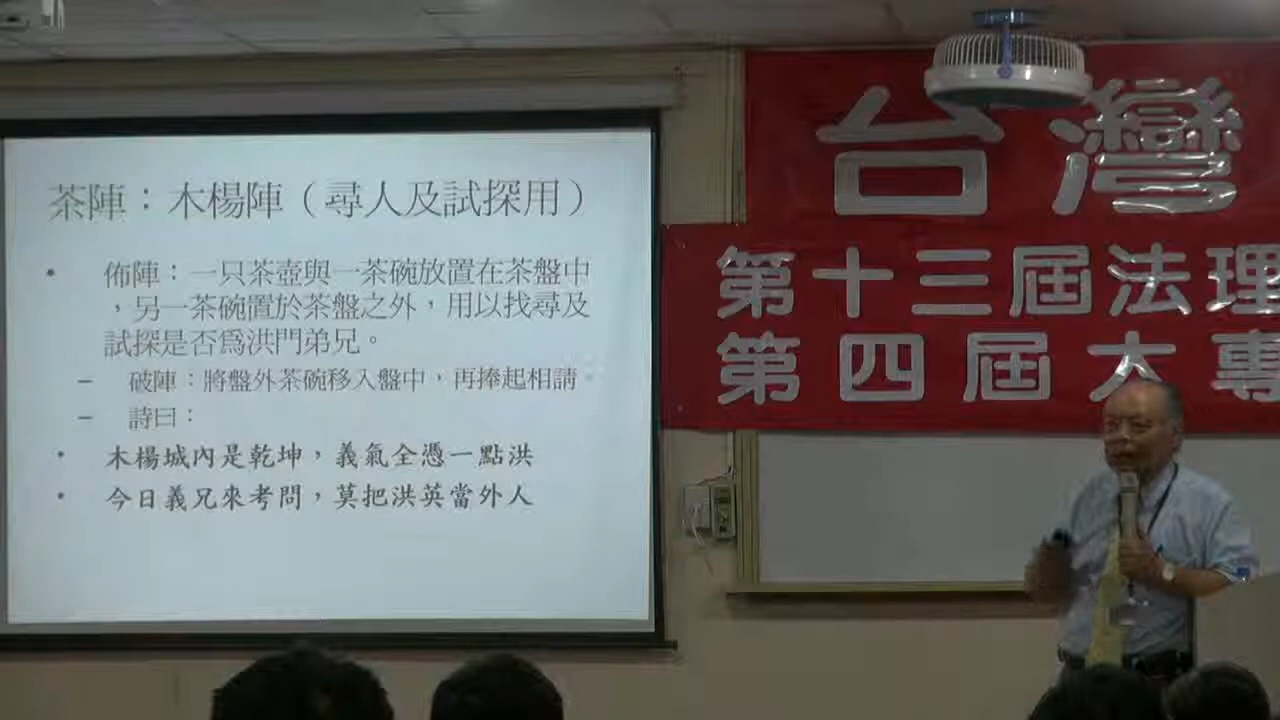 茶陣：木楊陣（尋人及試探用）
• 佈陣：一只茶壺與一茶碗放置在茶盤中
，另一茶碗置於茶盤之外，用以找尋及
試探是否為洪門弟兄。
– 破陣：將盤外茶碗移入盤中，再捧起相請
– 詩曰：
• 木楊城內是乾坤，義氣全憑一點洪
• 今日義兄來考問，莫把洪英當外人
台灣
第十三屆法理
第四屆大專